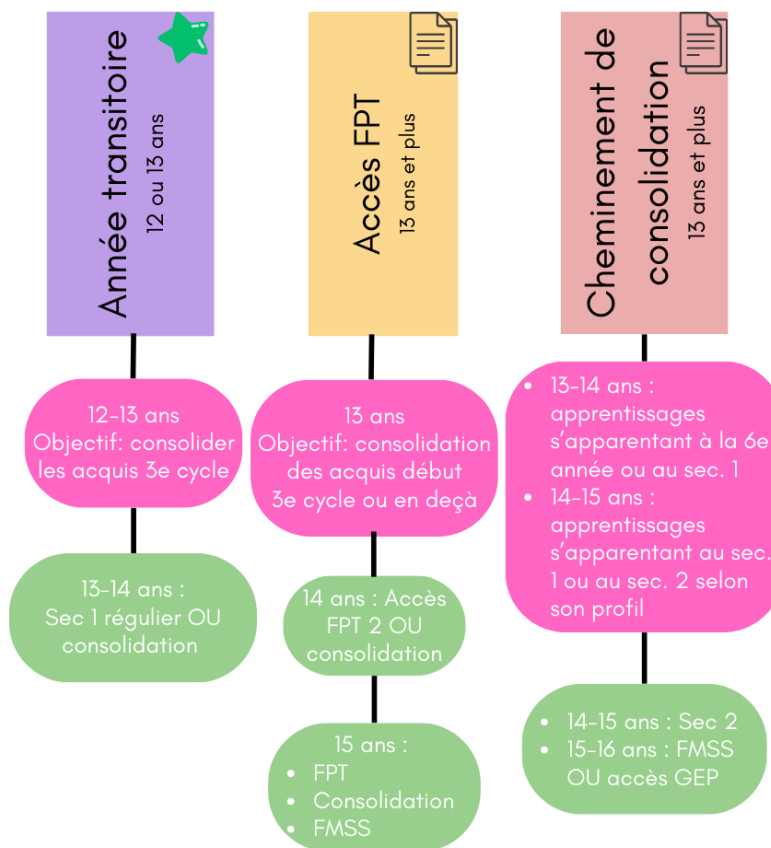 Année transitoire
12 ou 13 ans
12-13 ans
Objectif: consolider
les acquis 3e cycle
13-14 ans :
Sec 1 régulier OU
consolidation
Accès FPT
13 ans et plus
13 ans
Objectif: consolidation
des acquis début
3e cycle ou en deçà
14 ans : Accès
FPT 2 OU
consolidation
15 ans :
• FPT
• Consolidation
• FMSS
Cheminement de
consolidation
13 ans et plus
• 13-14 ans :
apprentissages
s’apparentant à la 6e
année ou au sec. 1
• 14-15 ans :
apprentissages
s’apparentant au sec.
1 ou au sec. 2 selon
son profil
• 14-15 ans : Sec 2
• 15-16 ans : FMSS
OU accès GEP